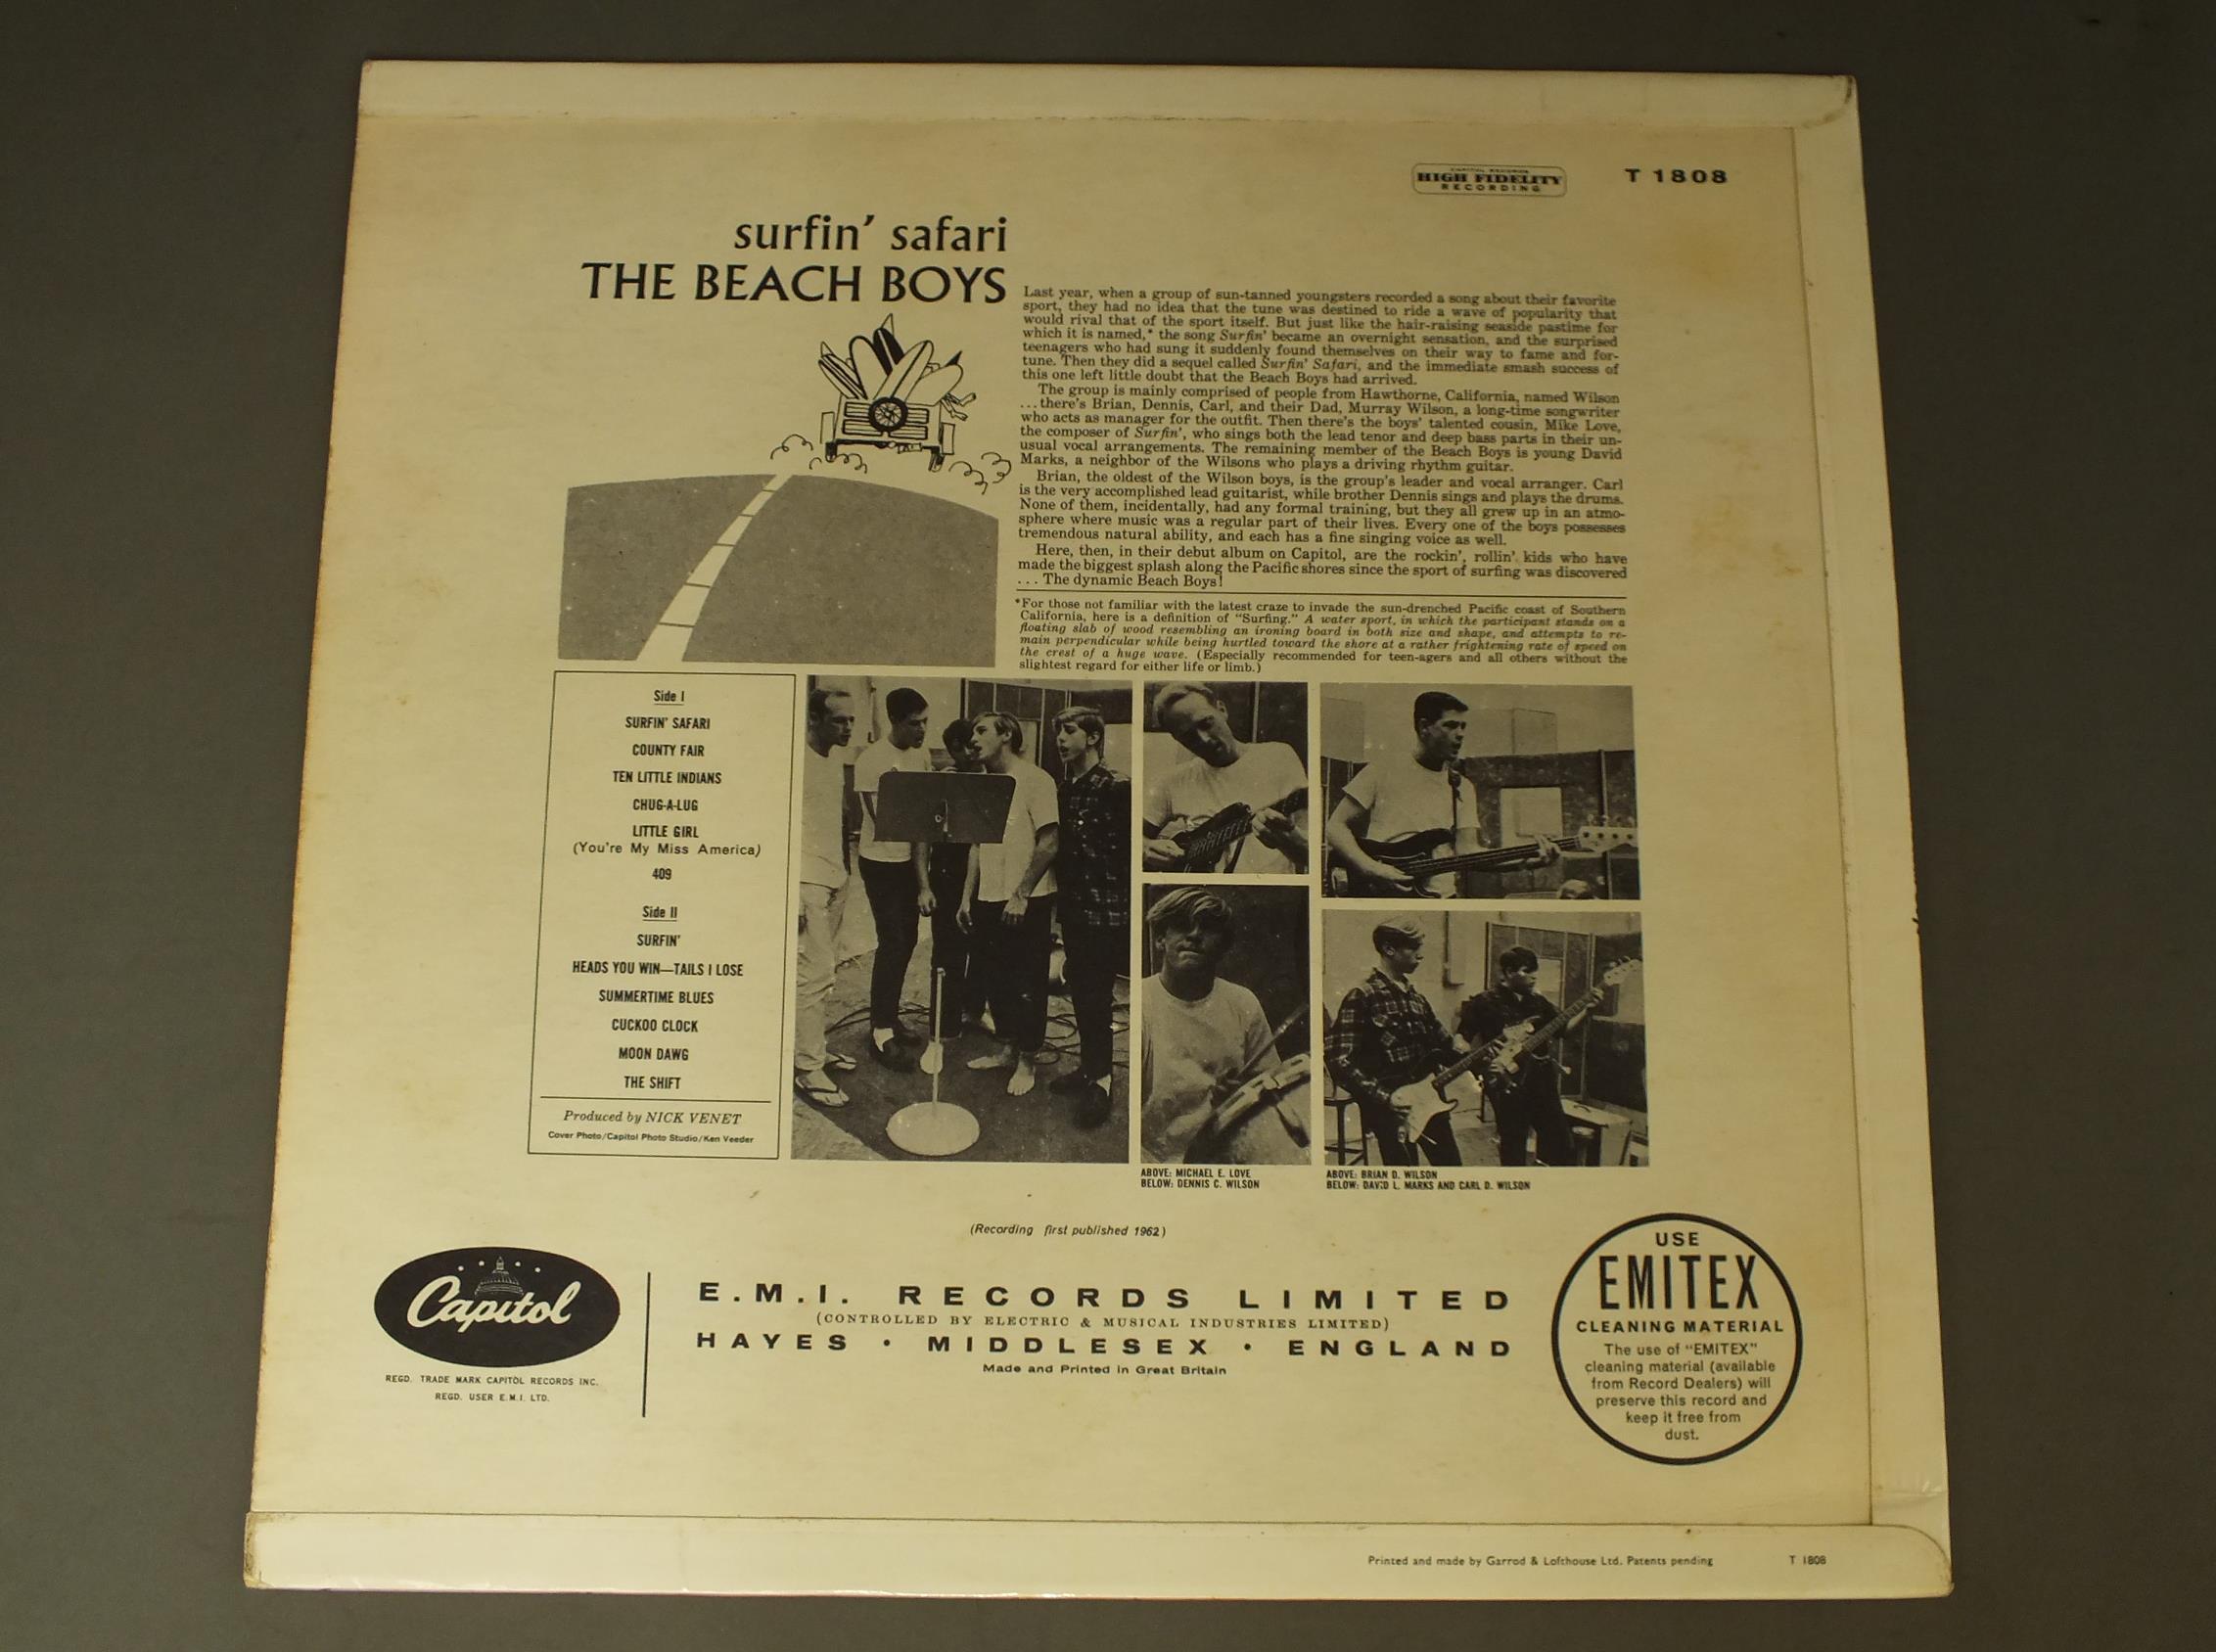 CAPITOL RECORDS
HIGH FIDELITY
RECORDING
T 1808
surfin' safari
THE BEACH BOYS
Last year, when a group of sun-tanned youngsters recorded a song about their favorite
sport, they had no idea that the tune was destined to ride a wave of popularity that
would rival that of the sport itself. But just like the hair-raising seaside pastime for
which it is named,* the song Surfin' became an overnight sensation, and the surprised
teenagers who had sung it suddenly found themselves on their way to fame and for-
tune. Then they did a sequel called Surfin' Safari, and the immediate smash success of
this one left little doubt that the Beach Boys had arrived.
The group is mainly comprised of people from Hawthorne, California, named Wilson
...there's Brian, Dennis, Carl, and their Dad, Murray Wilson, a long-time songwriter
who acts as manager for the outfit. Then there's the boys' talented cousin, Mike Love,
the composer of Surfin', who sings both the lead tenor and deep bass parts in their un-
usual vocal arrangements. The remaining member of the Beach Boys is young David
Marks, a neighbor of the Wilsons who plays a driving rhythm guitar.
Brian, the oldest of the Wilson boys, is the group's leader and vocal arranger. Carl
is the very accomplished lead guitarist, while brother Dennis sings and plays the drums.
None of them, incidentally, had any formal training, but they all grew up in an atmo-
sphere where music was a regular part of their lives. Every one of the boys possesses
tremendous natural ability, and each has a fine singing voice as well.
Here, then, in their debut album on Capitol, are the rockin', rollin' kids who have
made the biggest splash along the Pacific shores since the sport of surfing was discovered
... The dynamic Beach Boys!
*For those not familiar with the latest craze to invade the sun-drenched Pacific coast of Southern
California, here is a definition of "Surfing." A water sport, in which the participant stands on a
floating slab of wood resembling an ironing board in both size and shape, and attempts to re-
main perpendicular while being hurtled toward the shore at a rather frightening rate of speed on
the crest of a huge wave. (Especially recommended for teen-agers and all others without the
slightest regard for either life or limb.)
Side I
SURFIN' SAFARI
COUNTY FAIR
TEN LITTLE INDIANS
CHUG-A-LUG
LITTLE GIRL
(You're My Miss America)
409
Side II
SURFIN'
HEADS YOU WIN—TAILS I LOSE
SUMMERTIME BLUES
CUCKOO CLOCK
MOON DAWG
THE SHIFT
Produced by NICK VENET
Cover Photo/Capitol Photo Studio/Ken Veeder
ABOVE: MICHAEL E. LOVE
BELOW: DENNIS C. WILSON
ABOVE: BRIAN D. WILSON
BELOW: DAVID L. MARKS AND CARL D. WILSON
(Recording first published 1962)
Capitol
REGD. TRADE MARK CAPITOL RECORDS INC.
REGD. USER E.M.I. LTD.
E.M.I. RECORDS LIMITED
(CONTROLLED BY ELECTRIC & MUSICAL INDUSTRIES LIMITED)
HAYES • MIDDLESEX • ENGLAND
Made and Printed in Great Britain
USE
EMITEX
CLEANING MATERIAL
The use of "EMITEX"
cleaning material (available
from Record Dealers) will
preserve this record and
keep it free from
dust.
Printed and made by Garrod & Lofthouse Ltd. Patents pending
T 1808